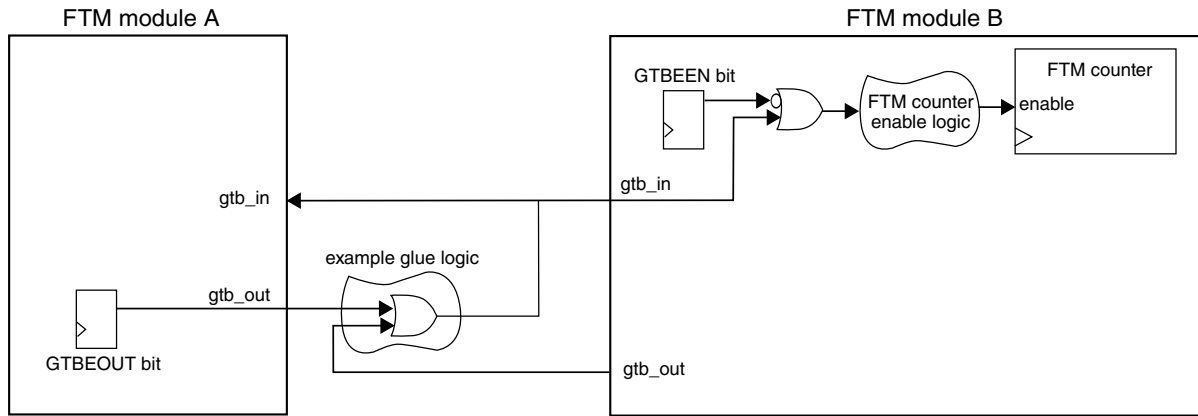 FTM module A
FTM module B
GTBEEN bit
FTM counter
enable logic
FTM counter
enable
gtb_in
gtb_in
example glue logic
gtb_out
GTBEOUT bit
gtb_out